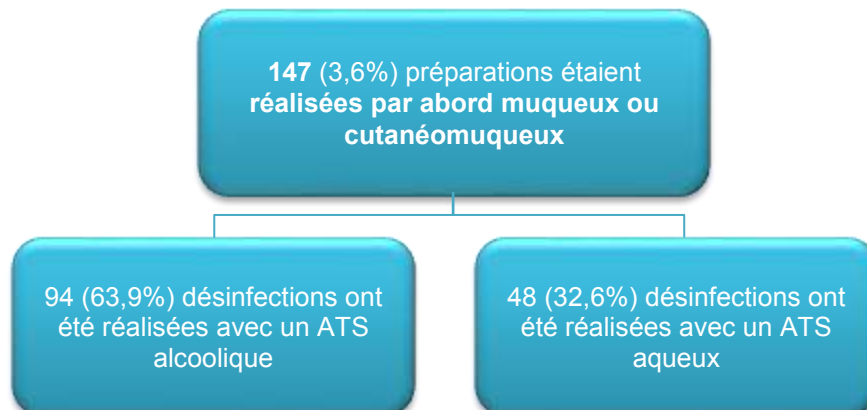 147 (3,6%) préparations étaient
réalisées par abord muqueux ou
cutanéomuqueux
94 (63,9%) désinfections ont
été réalisées avec un ATS
alcoolique
48 (32,6%) désinfections ont
été réalisées avec un ATS
aqueux